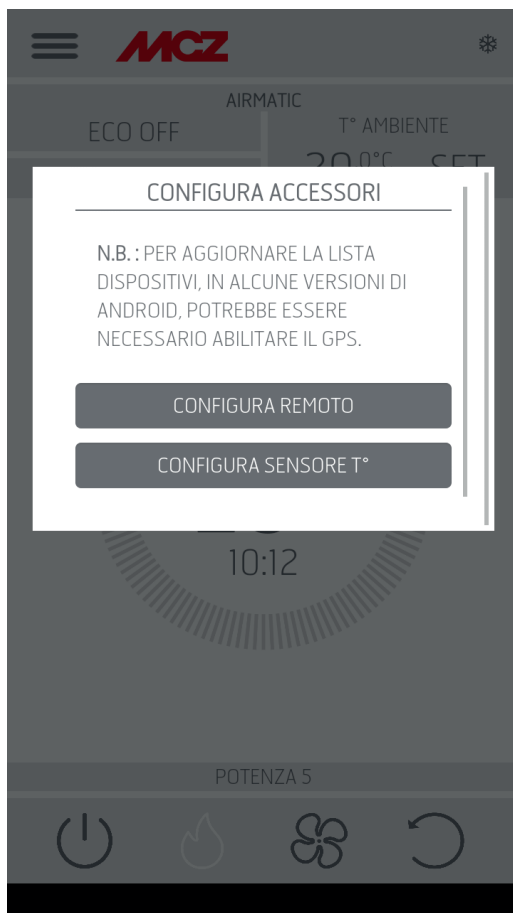 MCZ
AIRMATIC
ECO OFF
T° AMBIENTE
CONFIGURA ACCESSORI
N.B. : PER AGGIORNARE LA LISTA
DISPOSITIVI, IN ALCUNE VERSIONI DI
ANDROID, POTREBBE ESSERE
NECESSARIO ABILITARE IL GPS.
CONFIGURA REMOTO
CONFIGURA SENSORE T°
10:12
POTENZA 5